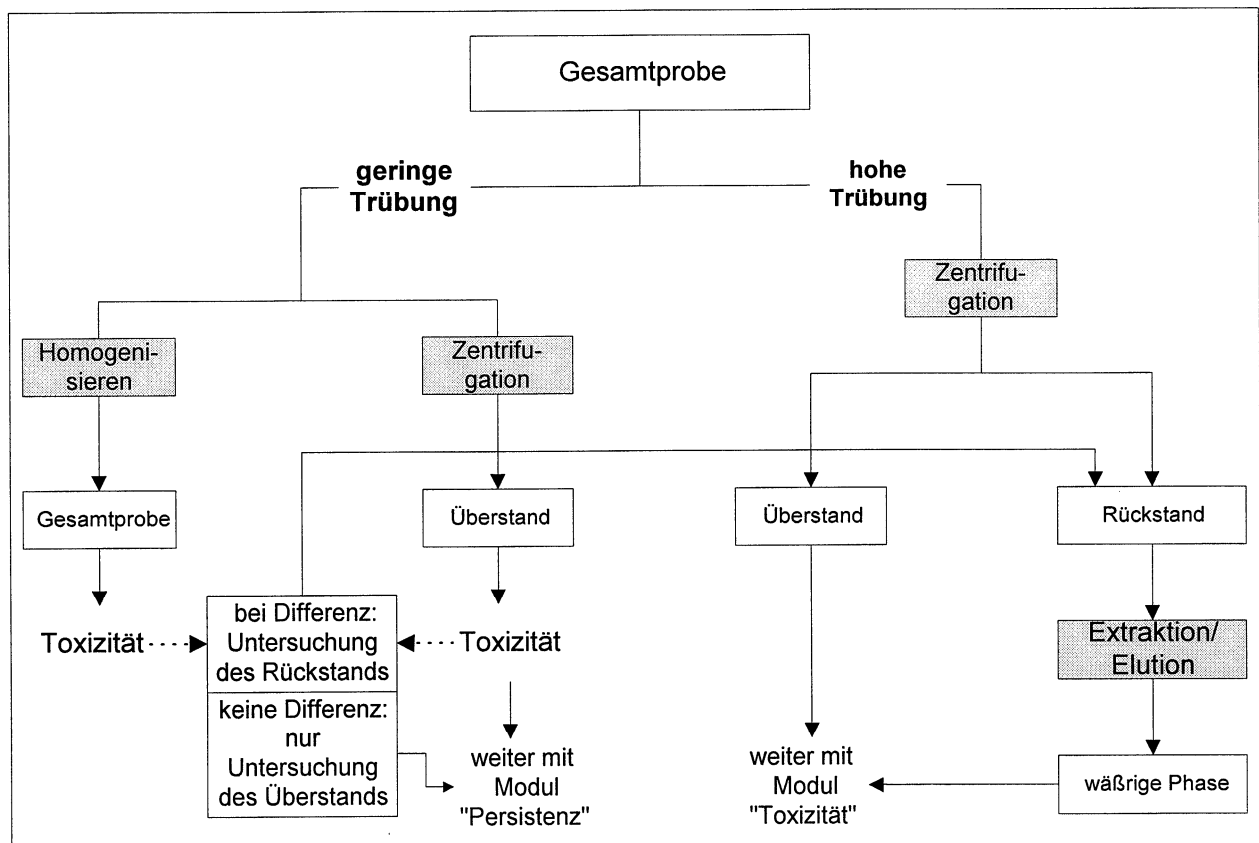 Gesamtprobe
geringe
Trübung
hohe
Trübung
Zentrifu-
gation
Homogeni-
sieren
Zentrifu-
gation
Gesamtprobe
Überstand
Überstand
Rückstand
Toxizität
bei Differenz:
Untersuchung
des Rückstands
Toxizität
Extraktion/
Elution
keine Differenz:
nur
Untersuchung
des Überstands
weiter mit
Modul
"Persistenz"
weiter mit
Modul
"Toxizität"
wäßrige Phase